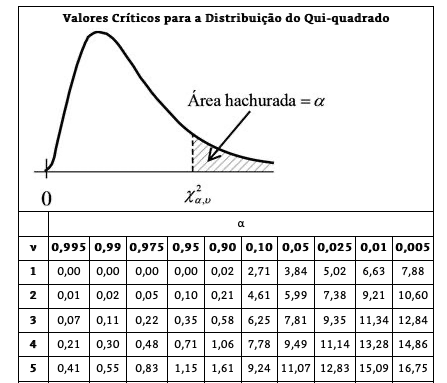 Valores Críticos para a Distribuição do Qui-quadrado
Área hachurada = α
0
χ²α,υ
α
ν 0,995 0,99 0,975 0,95 0,90 0,10 0,05 0,025 0,01 0,005
1 0,00 0,00 0,00 0,00 0,02 2,71 3,84 5,02 6,63 7,88
2 0,01 0,02 0,05 0,10 0,21 4,61 5,99 7,38 9,21 10,60
3 0,07 0,11 0,22 0,35 0,58 6,25 7,81 9,35 11,34 12,84
4 0,21 0,30 0,48 0,71 1,06 7,78 9,49 11,14 13,28 14,86
5 0,41 0,55 0,83 1,15 1,61 9,24 11,07 12,83 15,09 16,75